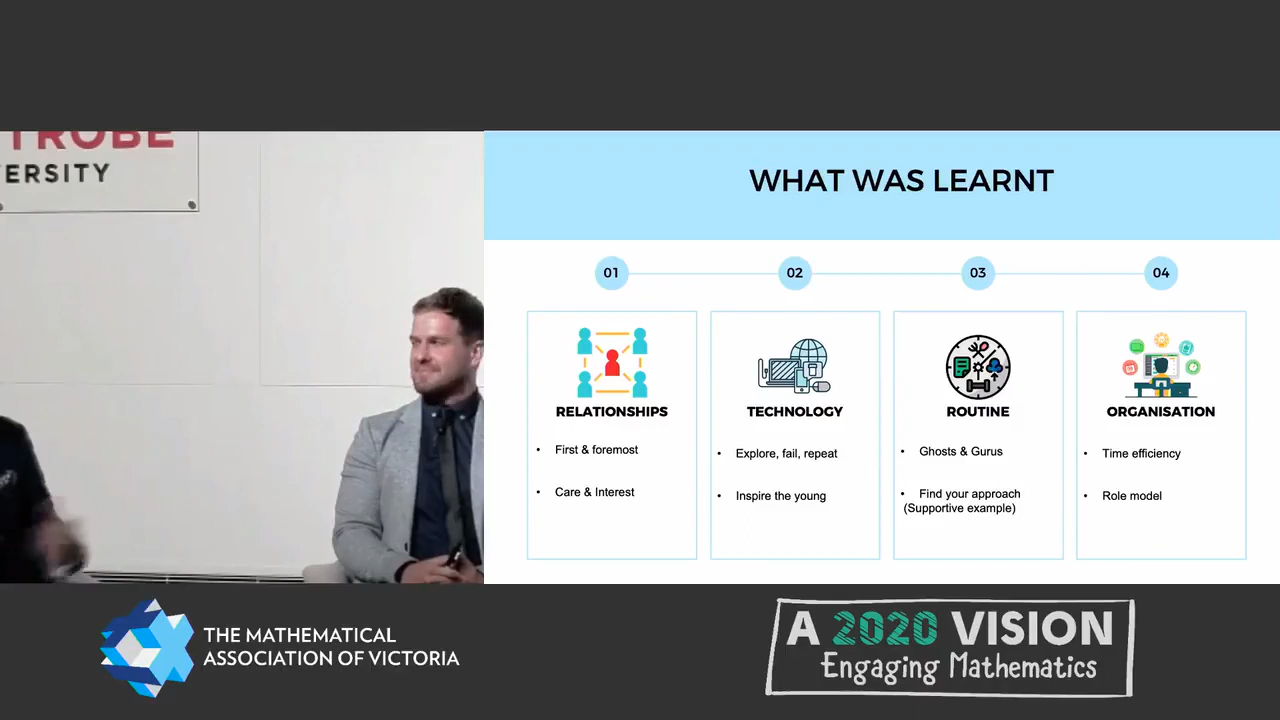 TROBE
ERSITY
WHAT WAS LEARNT
01
02
03
04
RELATIONSHIPS
• First & foremost
• Care & Interest
TECHNOLOGY
• Explore, fail, repeat
• Inspire the young
ROUTINE
• Ghosts & Gurus
• Find your approach
(Supportive example)
ORGANISATION
• Time efficiency
• Role model
THE MATHEMATICAL
ASSOCIATION OF VICTORIA
A 2020 VISION
Engaging Mathematics